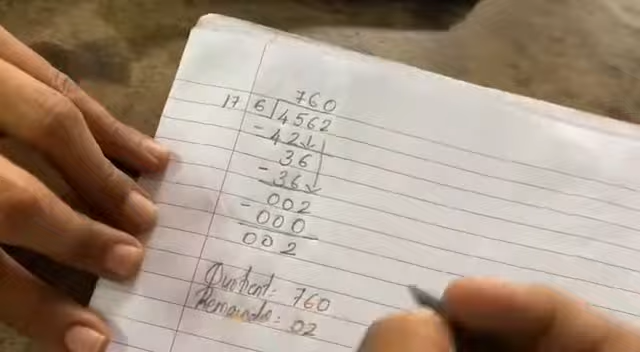 760
17 6 4562
- 42
36
- 36
002
- 000
002
Quotient: 760
Remainder: 02